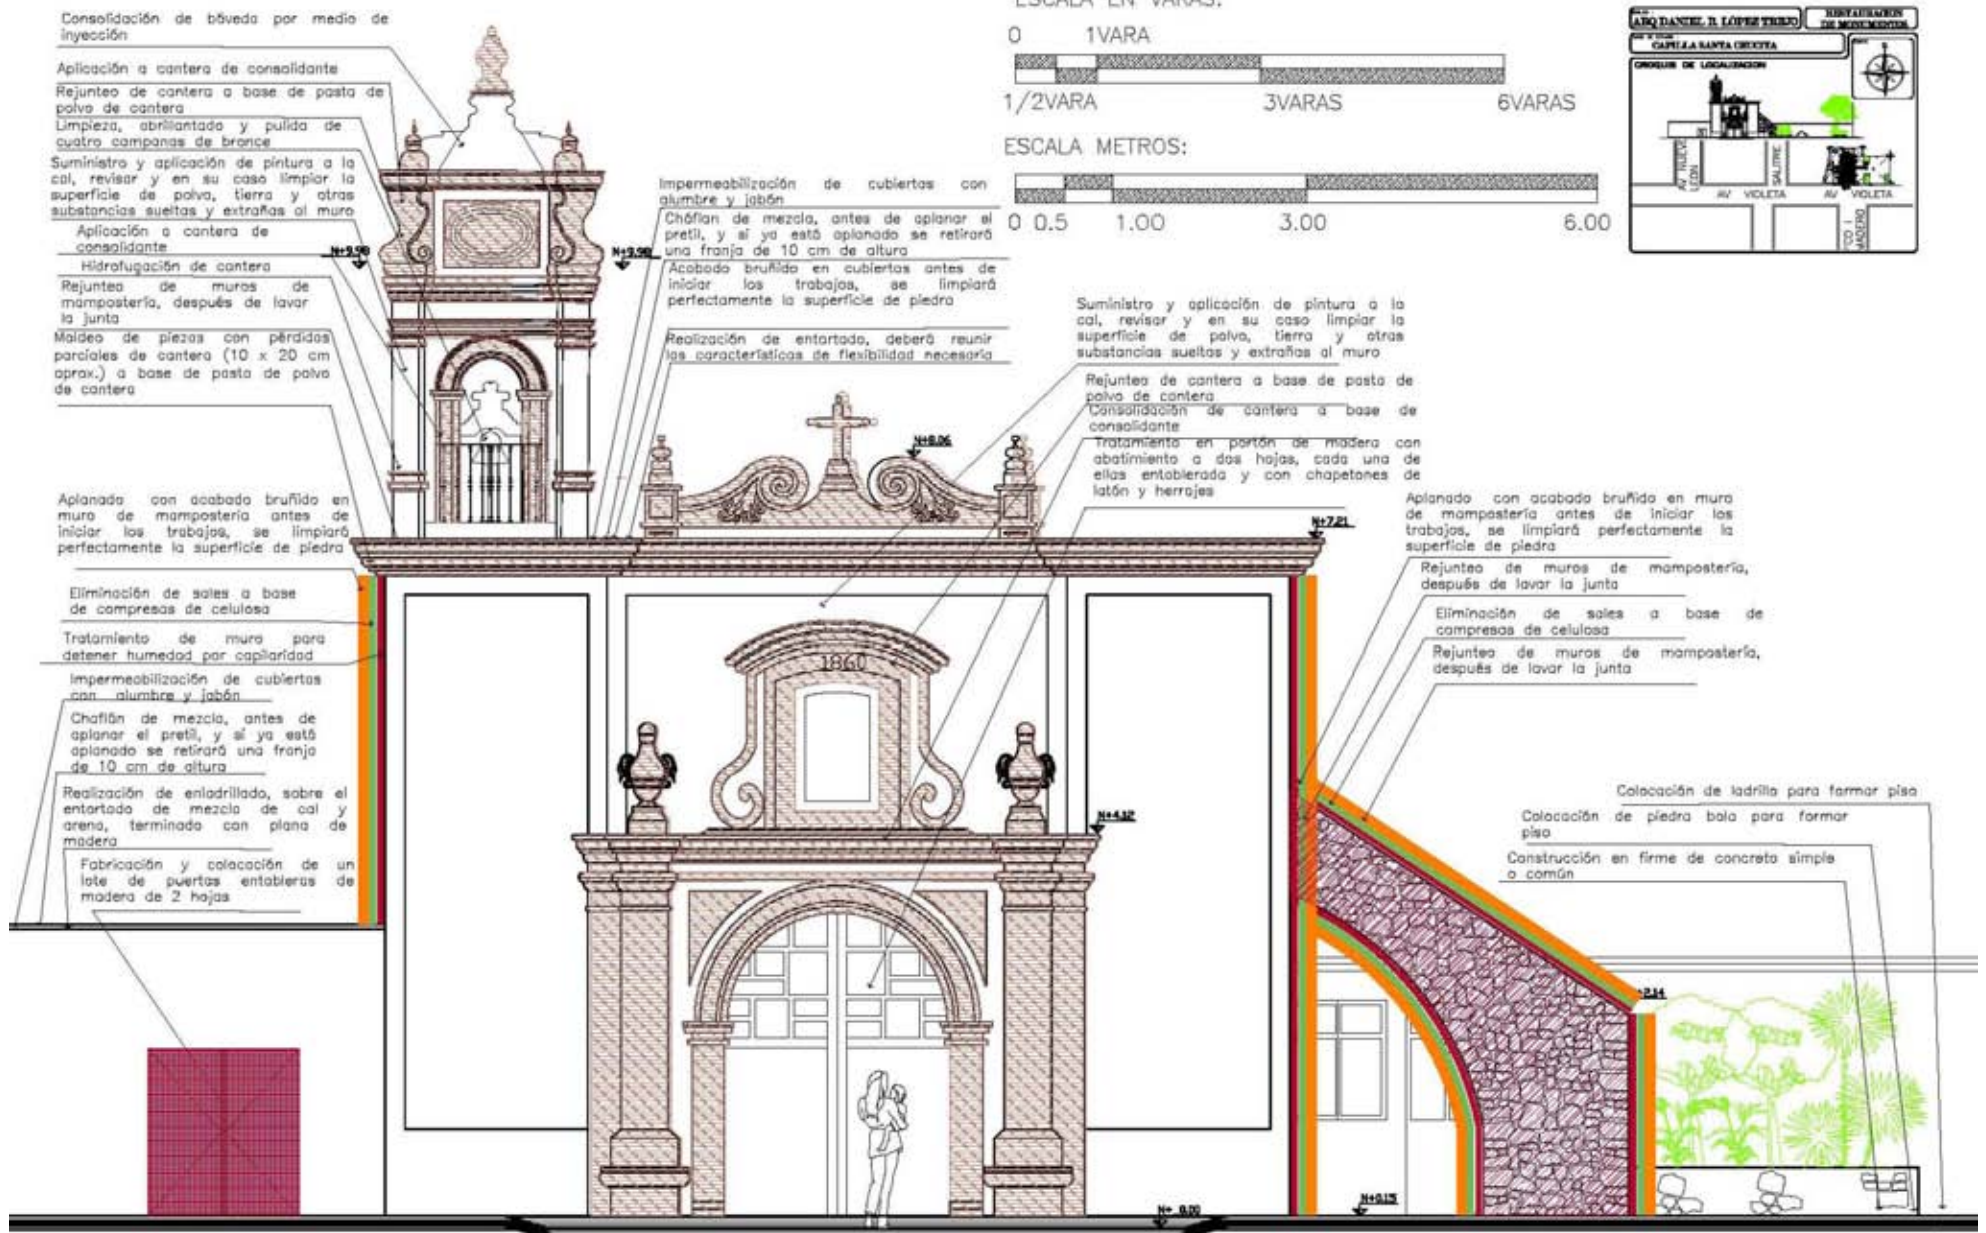 Consolidación de bóveda por medio de
inyección
Aplicación a cantera de consolidante
Rejunteo de cantera a base de pasta de
polvo de cantera
Limpieza, abrillantado y pulida de
cuatro campanas de bronce
Suministro y aplicación de pintura a la
cal, revisar y en su caso limpiar la
superficie de polvo, tierra y otras
substancias sueltas y extrañas al muro
Aplicación a cantera de
consolidante
Hidrofugación de cantera
Rejunteo de muros de
mampostería, después de lavar
la junta
Moldeo de piezas con pérdidas
parciales de cantera (10 x 20 cm
aprox.) a base de pasta de polvo
de cantera
Aplanado con acabado bruñido en
muro de mampostería antes de
iniciar los trabajos, se limpiará
perfectamente la superficie de piedra
Eliminación de sales a base
de compresas de celulosa
Tratamiento de muro para
detener humedad por capilaridad
Impermeabilización de cubiertas
con alumbre y jabón
Chaflán de mezcla, antes de
aplanar el pretil, y si ya está
aplanado se retirará una franja
de 10 cm de altura
Realización de enladrillado, sobre el
entortado de mezcla de cal y
arena, terminado con plana de
madera
Fabricación y colocación de un
lote de puertas entableras de
madera de 2 hojas
N+9.98
N+9.98
Impermeabilización de cubiertas con
alumbre y jabón
Chaflan de mezcla, antes de aplanar el
pretil, y si ya está aplanado se retirará
una franja de 10 cm de altura
Acabado bruñido en cubiertas antes de
iniciar los trabajos, se limpiará
perfectamente la superficie de piedra
Realización de entortado, deberá reunir
las características de flexibilidad necesaria
ESCALA EN VARAS:
0 1VARA
1/2VARA 3VARAS 6VARAS
ESCALA METROS:
0 0.5 1.00 3.00 6.00
ARQ DANIEL R. LÓPEZ TREJO
RESTAURACION
DE MONUMENTOS
CAPILLA SANTA CRUCITA
CROQUIS DE LOCALIZACION
AV NUEVO
LEON
SALITRE
AV VIOLETA
AV VIOLETA
FCO I
MADERO
Suministro y aplicación de pintura a la
cal, revisar y en su caso limpiar la
superficie de polvo, tierra y otras
substancias sueltas y extrañas al muro
Rejunteo de cantera a base de pasta de
polvo de cantera
Consolidación de cantera a base de
consolidante
Tratamiento en portón de madera con
abatimiento a dos hojas, cada una de
ellas entablerada y con chapetones de
latón y herrajes
N+8.06
N+7.21
Aplanado con acabado bruñido en muro
de mampostería antes de iniciar los
trabajos, se limpiará perfectamente la
superficie de piedra
Rejunteo de muros de mampostería,
después de lavar la junta
Eliminación de sales a base de
compresas de celulosa
Rejunteo de muros de mampostería,
después de lavar la junta
1860
N+4.12
Colocación de ladrillo para formar piso
Colocación de piedra bola para formar
piso
Construcción en firme de concreto simple
o común
+2.14
N+0.15
N+ 0.00